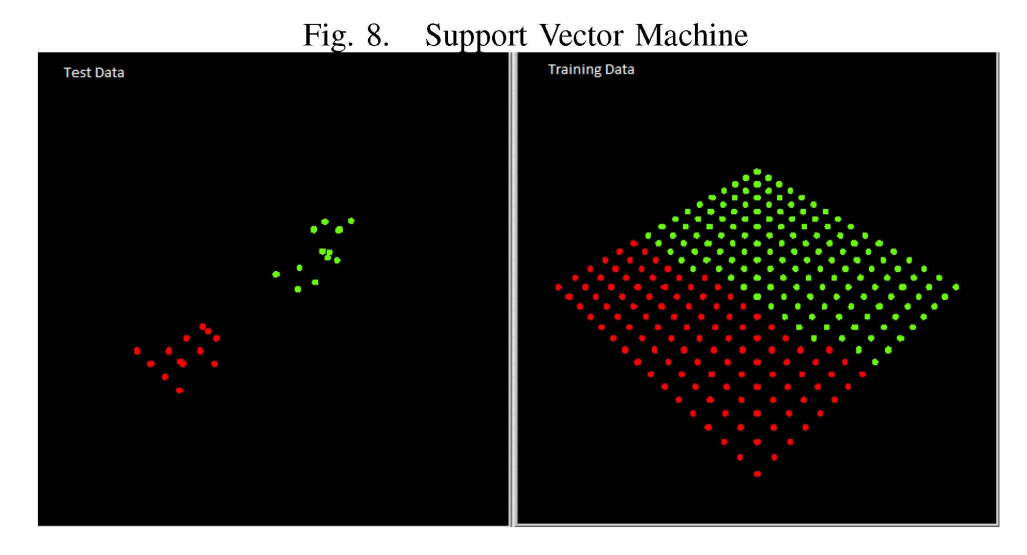 Fig. 8. Support Vector Machine
Test Data
Training Data